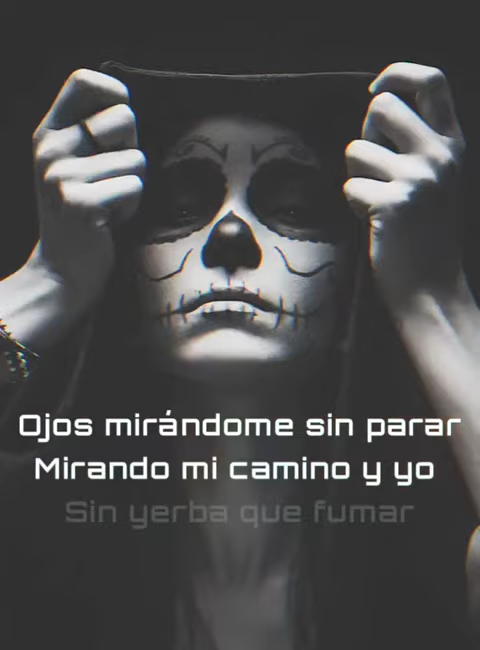 Ojos mirándome sin parar
Mirando mi camino y yo
Sin yerba que fumar